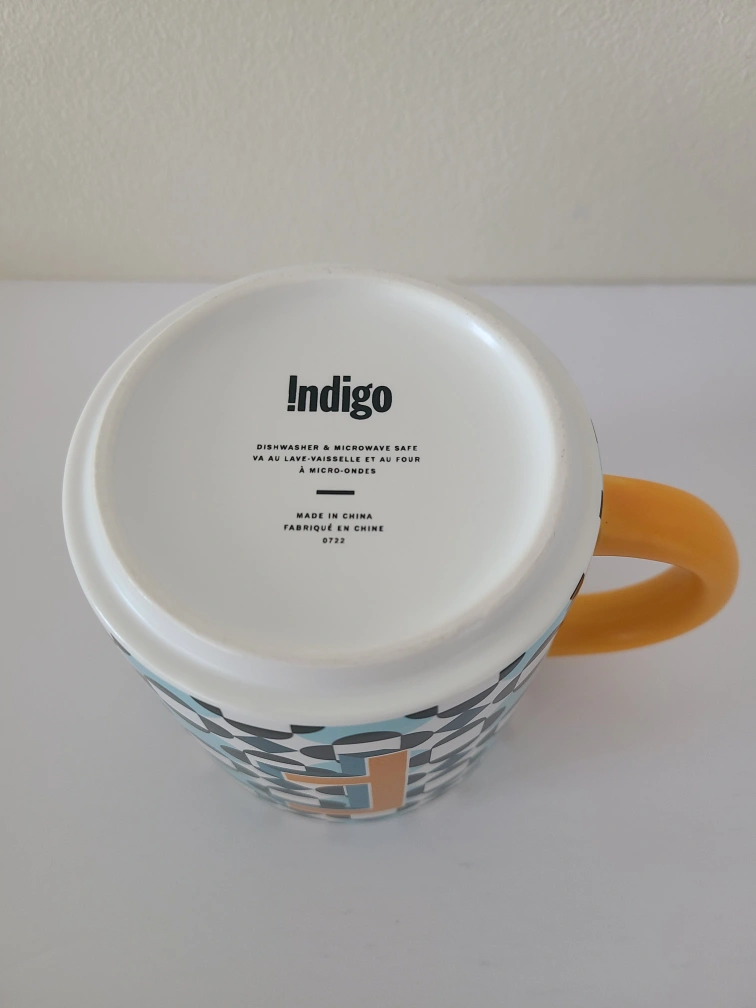 !ndigo
DISHWASHER & MICROWAVE SAFE
VA AU LAVE-VAISSELLE ET AU FOUR
À MICRO-ONDES
MADE IN CHINA
FABRIQUÉ EN CHINE
0722
F